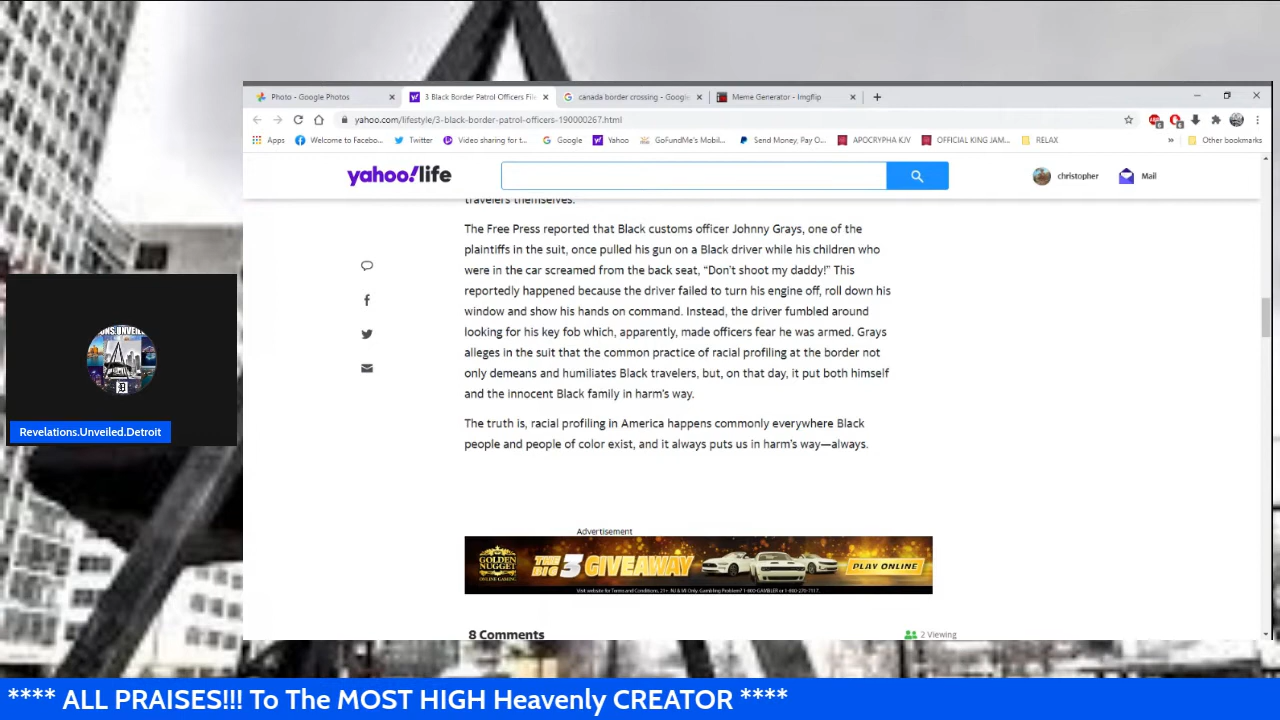 Photo - Google Photos
3 Black Border Patrol Officers File
canada border crossing - Google
Meme Generator - Imgflip
yahoo.com/lifestyle/3-black-border-patrol-officers-190000267.html
Apps
Welcome to Facebo...
Twitter
Video sharing for t...
Google
Yahoo
GoFundMe's Mobil...
Send Money, Pay O...
APOCRYPHA KJV
OFFICIAL KING JAM...
RELAX
»
Other bookmarks
yahoo!life
christopher
Mail
travelers themselves.
The Free Press reported that Black customs officer Johnny Grays, one of the
plaintiffs in the suit, once pulled his gun on a Black driver while his children who
were in the car screamed from the back seat, “Don’t shoot my daddy!” This
reportedly happened because the driver failed to turn his engine off, roll down his
window and show his hands on command. Instead, the driver fumbled around
looking for his key fob which, apparently, made officers fear he was armed. Grays
alleges in the suit that the common practice of racial profiling at the border not
only demeans and humiliates Black travelers, but, on that day, it put both himself
and the innocent Black family in harm’s way.
The truth is, racial profiling in America happens commonly everywhere Black
people and people of color exist, and it always puts us in harm’s way—always.
Advertisement
GOLDEN
NUGGET
ONLINE GAMING
THE BIG 3 GIVEAWAY
PLAY ONLINE
8 Comments
2 Viewing
Revelations.Unveiled.Detroit
**** ALL PRAISES!!! To The MOST HIGH Heavenly CREATOR ****